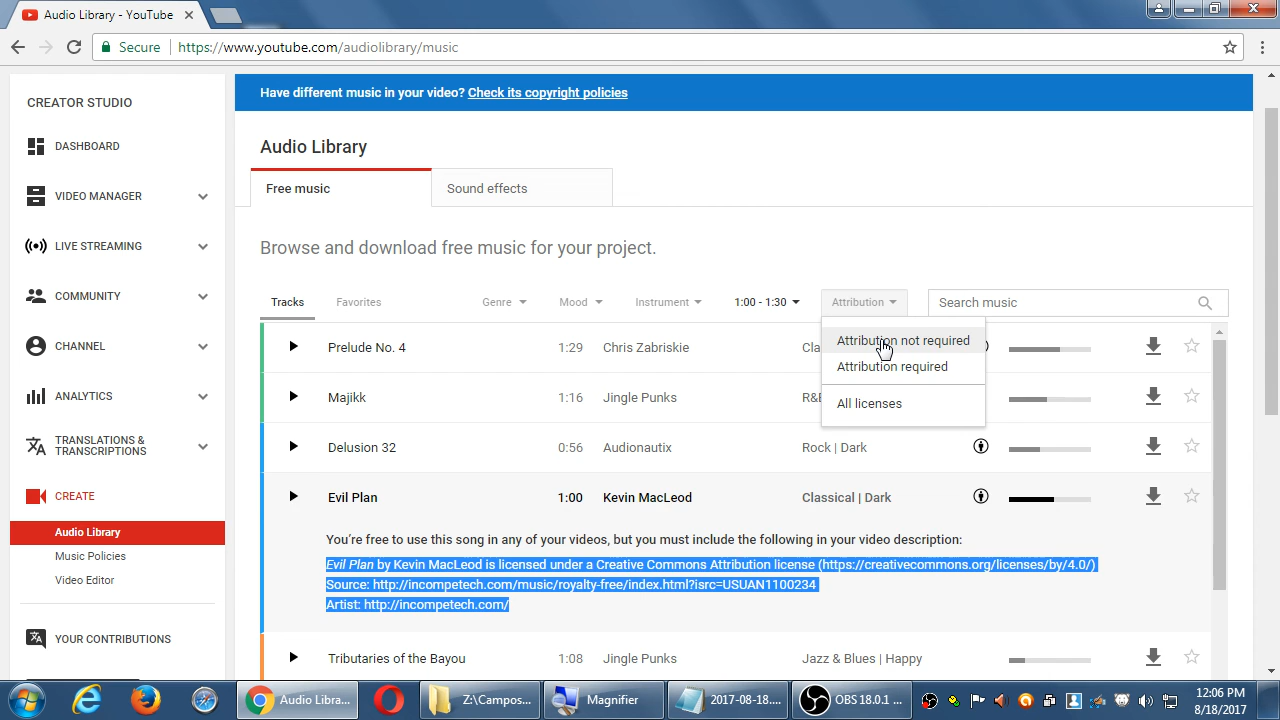 Audio Library - YouTube
Secure
https://www.youtube.com/audiolibrary/music
CREATOR STUDIO
DASHBOARD
VIDEO MANAGER
LIVE STREAMING
COMMUNITY
CHANNEL
ANALYTICS
TRANSLATIONS &
TRANSCRIPTIONS
CREATE
Audio Library
Music Policies
Video Editor
YOUR CONTRIBUTIONS
Have different music in your video? Check its copyright policies
Audio Library
Free music
Sound effects
Browse and download free music for your project.
Tracks Favorites Genre Mood Instrument 1:00 - 1:30 Attribution Search music
Attribution not required
Attribution required
All licenses
Prelude No. 4 1:29 Chris Zabriskie
Majikk 1:16 Jingle Punks
Delusion 32 0:56 Audionautix Rock | Dark
Evil Plan 1:00 Kevin MacLeod Classical | Dark
You're free to use this song in any of your videos, but you must include the following in your video description:
Evil Plan by Kevin MacLeod is licensed under a Creative Commons Attribution license (https://creativecommons.org/licenses/by/4.0/)
Source: http://incompetech.com/music/royalty-free/index.html?isrc=USUAN1100234
Artist: http://incompetech.com/
Tributaries of the Bayou 1:08 Jingle Punks Jazz & Blues | Happy
Audio Libra...
Z:\Campos...
Magnifier
2017-08-18....
OBS 18.0.1 ...
12:06 PM
8/18/2017